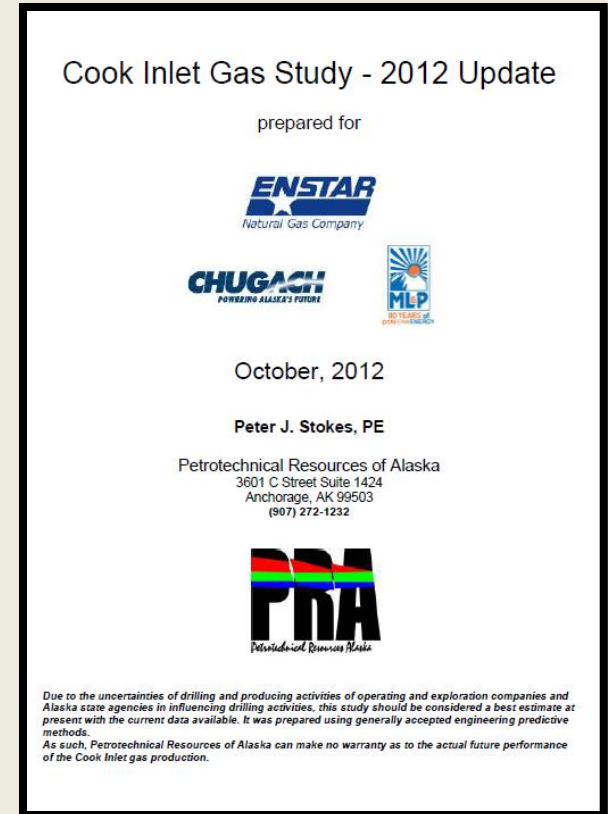 Cook Inlet Gas Study - 2012 Update
prepared for
ENSTAR
Natural Gas Company
CHUGACH
POWERING ALASKA'S FUTURE
ML&P
80 YEARS of
ENERGY
October, 2012
Peter J. Stokes, PE
Petrotechnical Resources of Alaska
3601 C Street Suite 1424
Anchorage, AK 99503
(907) 272-1232
PRA
Petrotechnical Resources Alaska
Due to the uncertainties of drilling and producing activities of operating and exploration companies and
Alaska state agencies in influencing drilling activities, this study should be considered a best estimate at
present with the current data available. It was prepared using generally accepted engineering predictive
methods.
As such, Petrotechnical Resources of Alaska can make no warranty as to the actual future performance
of the Cook Inlet gas production.